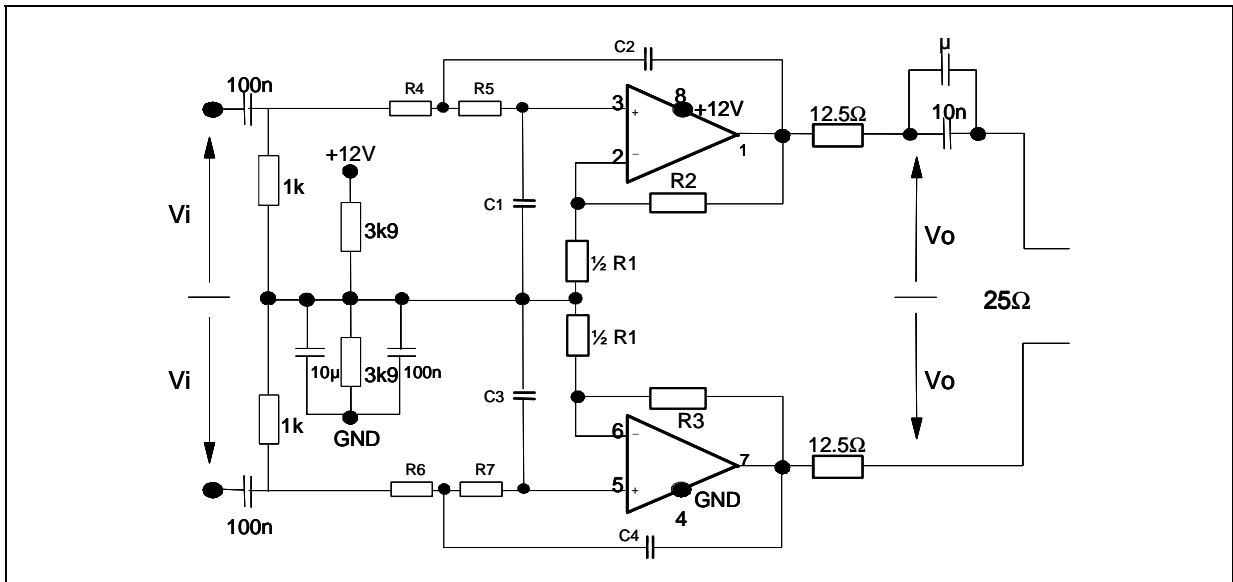 µ
C2
100n
R4
R5
3
+
8
+12V
12.5Ω
10n
+12V
2
−
1
1k
R2
Vi
3k9
C1
Vo
½ R1
25Ω
½ R1
Vi
10µ
3k9
100n
C3
Vo
1k
GND
R3
6
−
12.5Ω
R6
R7
7
5
+
GND
4
100n
C4